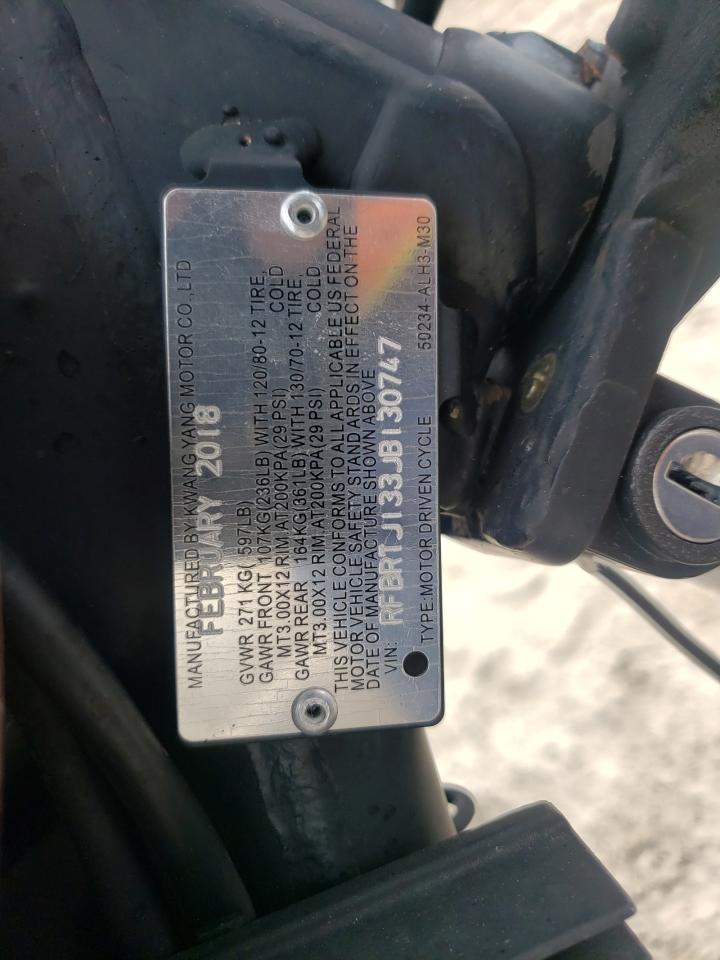 MANUFACTURED BY KWANG YANG MOTOR CO.,LTD
FEBRUARY 2018
GVWR 271 KG( 597LB)
GAWR FRONT 107KG(236LB) WITH 120/80-12 TIRE,
MT3.00X12 RIM,AT200KPA(29 PSI) COLD
GAWR REAR 164KG(361LB) WITH 130/70-12 TIRE,
MT3.00X12 RIM,AT200KPA(29 PSI) COLD
THIS VEHICLE CONFORMS TO ALL APPLICABLE US FEDERAL
MOTOR VEHICLE SAFETY STANDARDS IN EFFECT ON THE
DATE OF MANUFACTURE SHOWN ABOVE
VIN: RFBRTJ133JB130747
TYPE:MOTOR DRIVEN CYCLE 50234-ALH3-M30